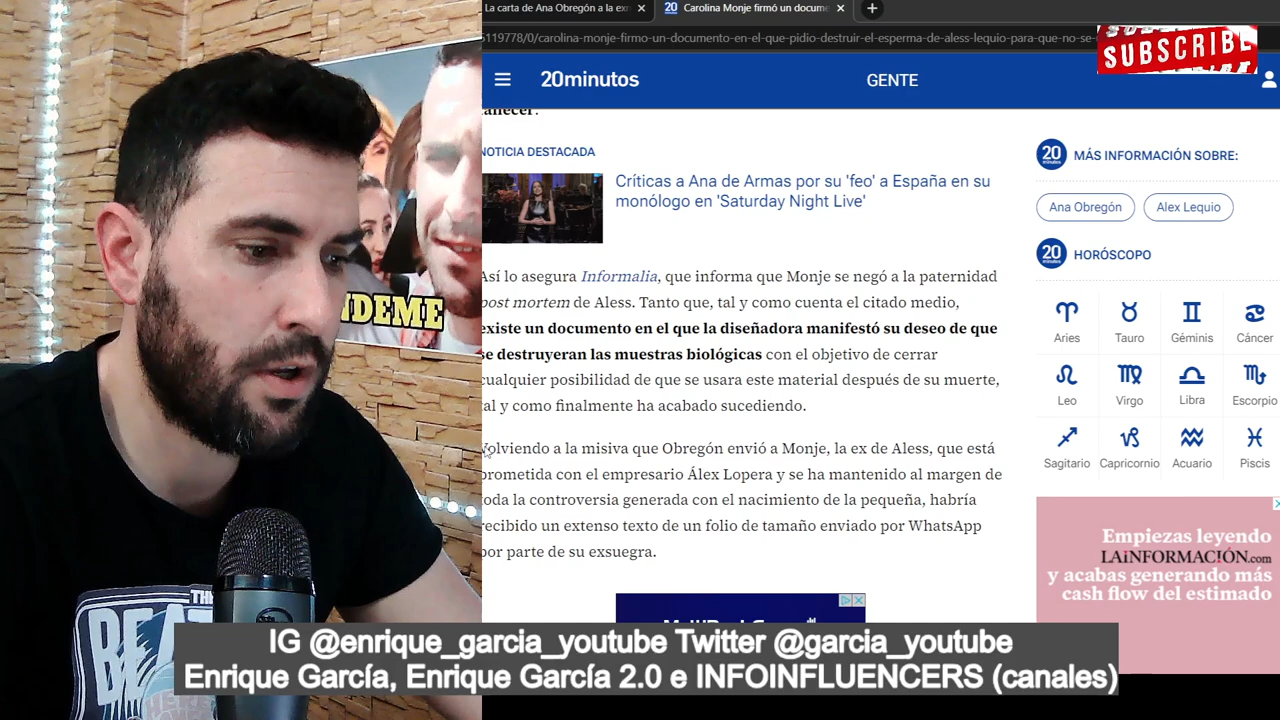 La carta de Ana Obregón a la ex
Carolina Monje firmó un docume
119778/0/carolina-monje-firmo-un-documento-en-el-que-pidio-destruir-el-esperma-de-aless-lequio-para-que-no-se
SUBSCRIBE
20minutos
GENTE
NOTICIA DESTACADA
Críticas a Ana de Armas por su 'feo' a España en su
monólogo en 'Saturday Night Live'
Así lo asegura Informalia, que informa que Monje se negó a la paternidad
post mortem de Aless. Tanto que, tal y como cuenta el citado medio,
existe un documento en el que la diseñadora manifestó su deseo de que
se destruyeran las muestras biológicas con el objetivo de cerrar
cualquier posibilidad de que se usara este material después de su muerte,
tal y como finalmente ha acabado sucediendo.
Volviendo a la misiva que Obregón envió a Monje, la ex de Aless, que está
prometida con el empresario Álex Lopera y se ha mantenido al margen de
toda la controversia generada con el nacimiento de la pequeña, habría
recibido un extenso texto de un folio de tamaño enviado por WhatsApp
por parte de su exsuegra.
20 MÁS INFORMACIÓN SOBRE:
Ana Obregón Alex Lequio
20 HORÓSCOPO
Aries Tauro Géminis Cáncer
Leo Virgo Libra Escorpio
Sagitario Capricornio Acuario Piscis
Empiezas leyendo
LAiNFORMACIÓN.com
y acabas generando más
cash flow del estimado
NDEME
THE
BEAT
IG @enrique_garcia_youtube Twitter @garcia_youtube
Enrique García, Enrique García 2.0 e INFOINFLUENCERS (canales)